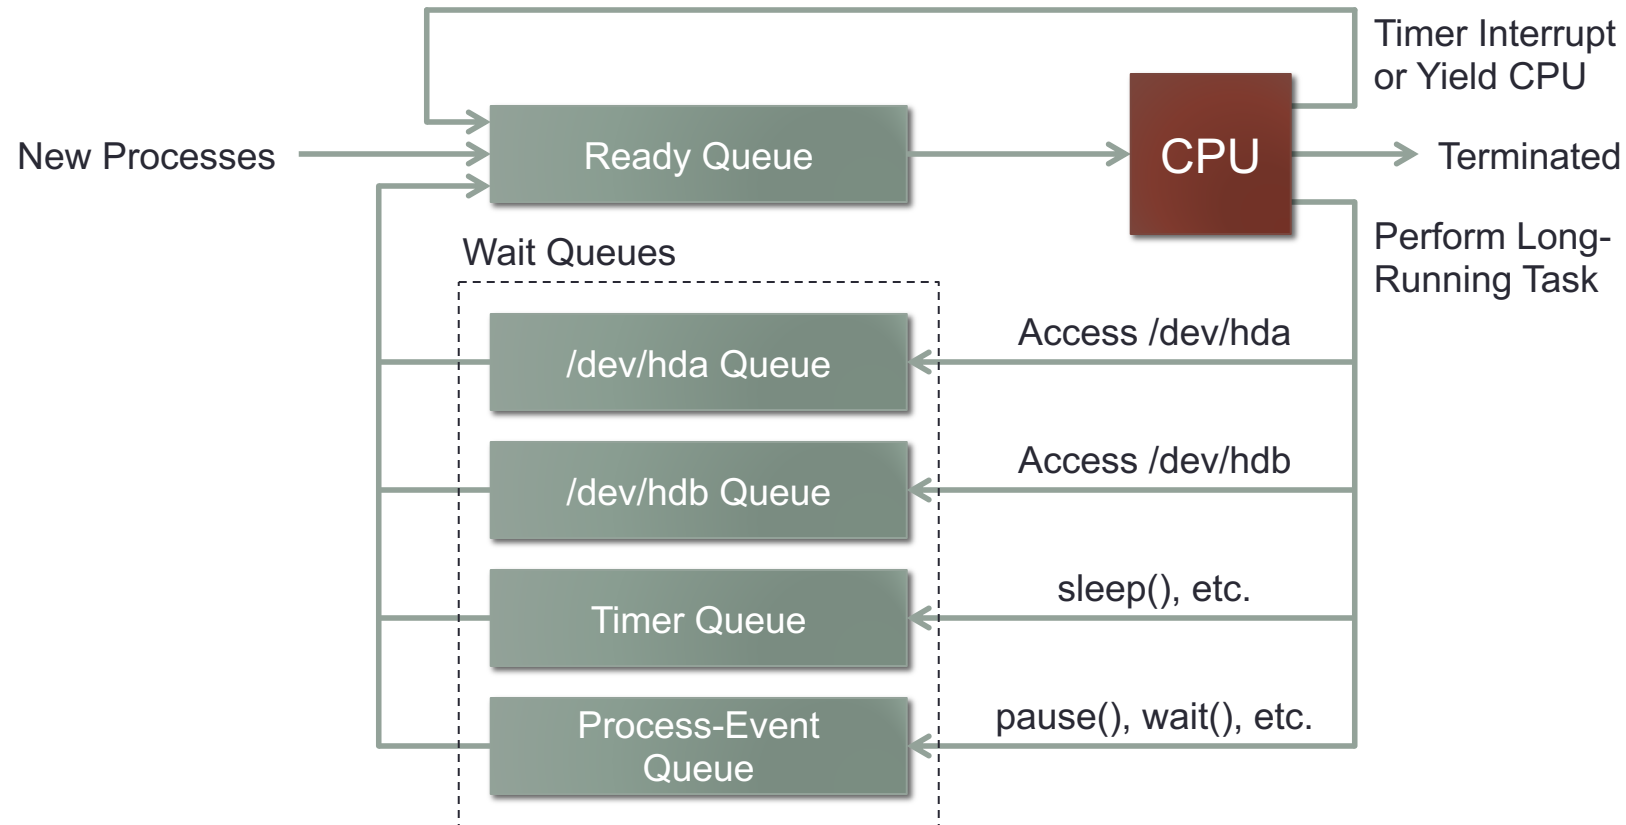 Timer Interrupt
or Yield CPU
New Processes
Ready Queue
CPU
Terminated
Perform Long-
Running Task
Wait Queues
/dev/hda Queue
Access /dev/hda
/dev/hdb Queue
Access /dev/hdb
Timer Queue
sleep(), etc.
Process-Event
Queue
pause(), wait(), etc.